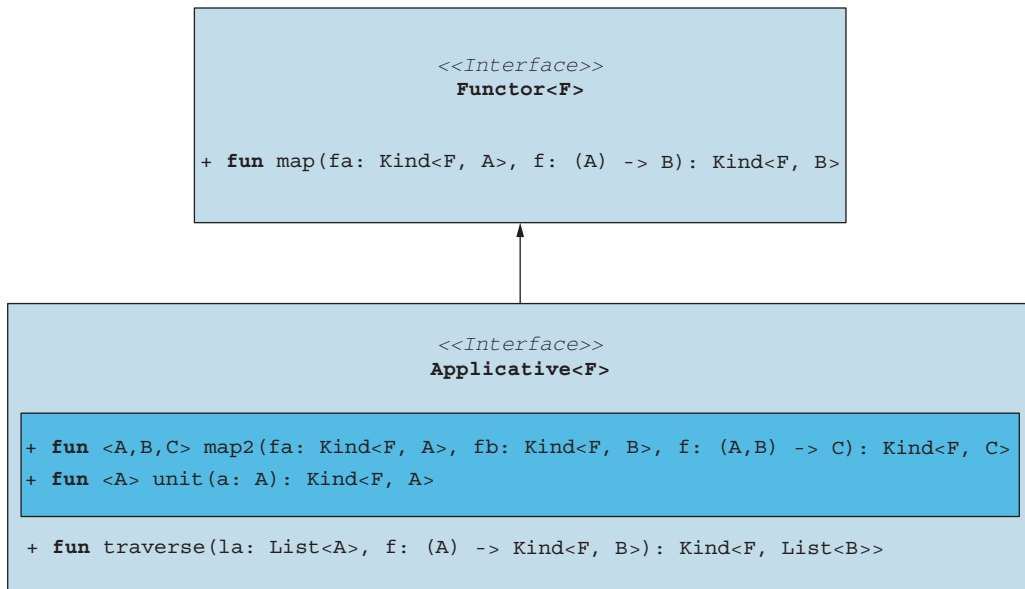 <<Interface>>
Functor<F>
+ fun map(fa: Kind<F, A>, f: (A) -> B): Kind<F, B>
<<Interface>>
Applicative<F>
+ fun <A,B,C> map2(fa: Kind<F, A>, fb: Kind<F, B>, f: (A,B) -> C): Kind<F, C>
+ fun <A> unit(a: A): Kind<F, A>
+ fun traverse(la: List<A>, f: (A) -> Kind<F, B>): Kind<F, List<B>>